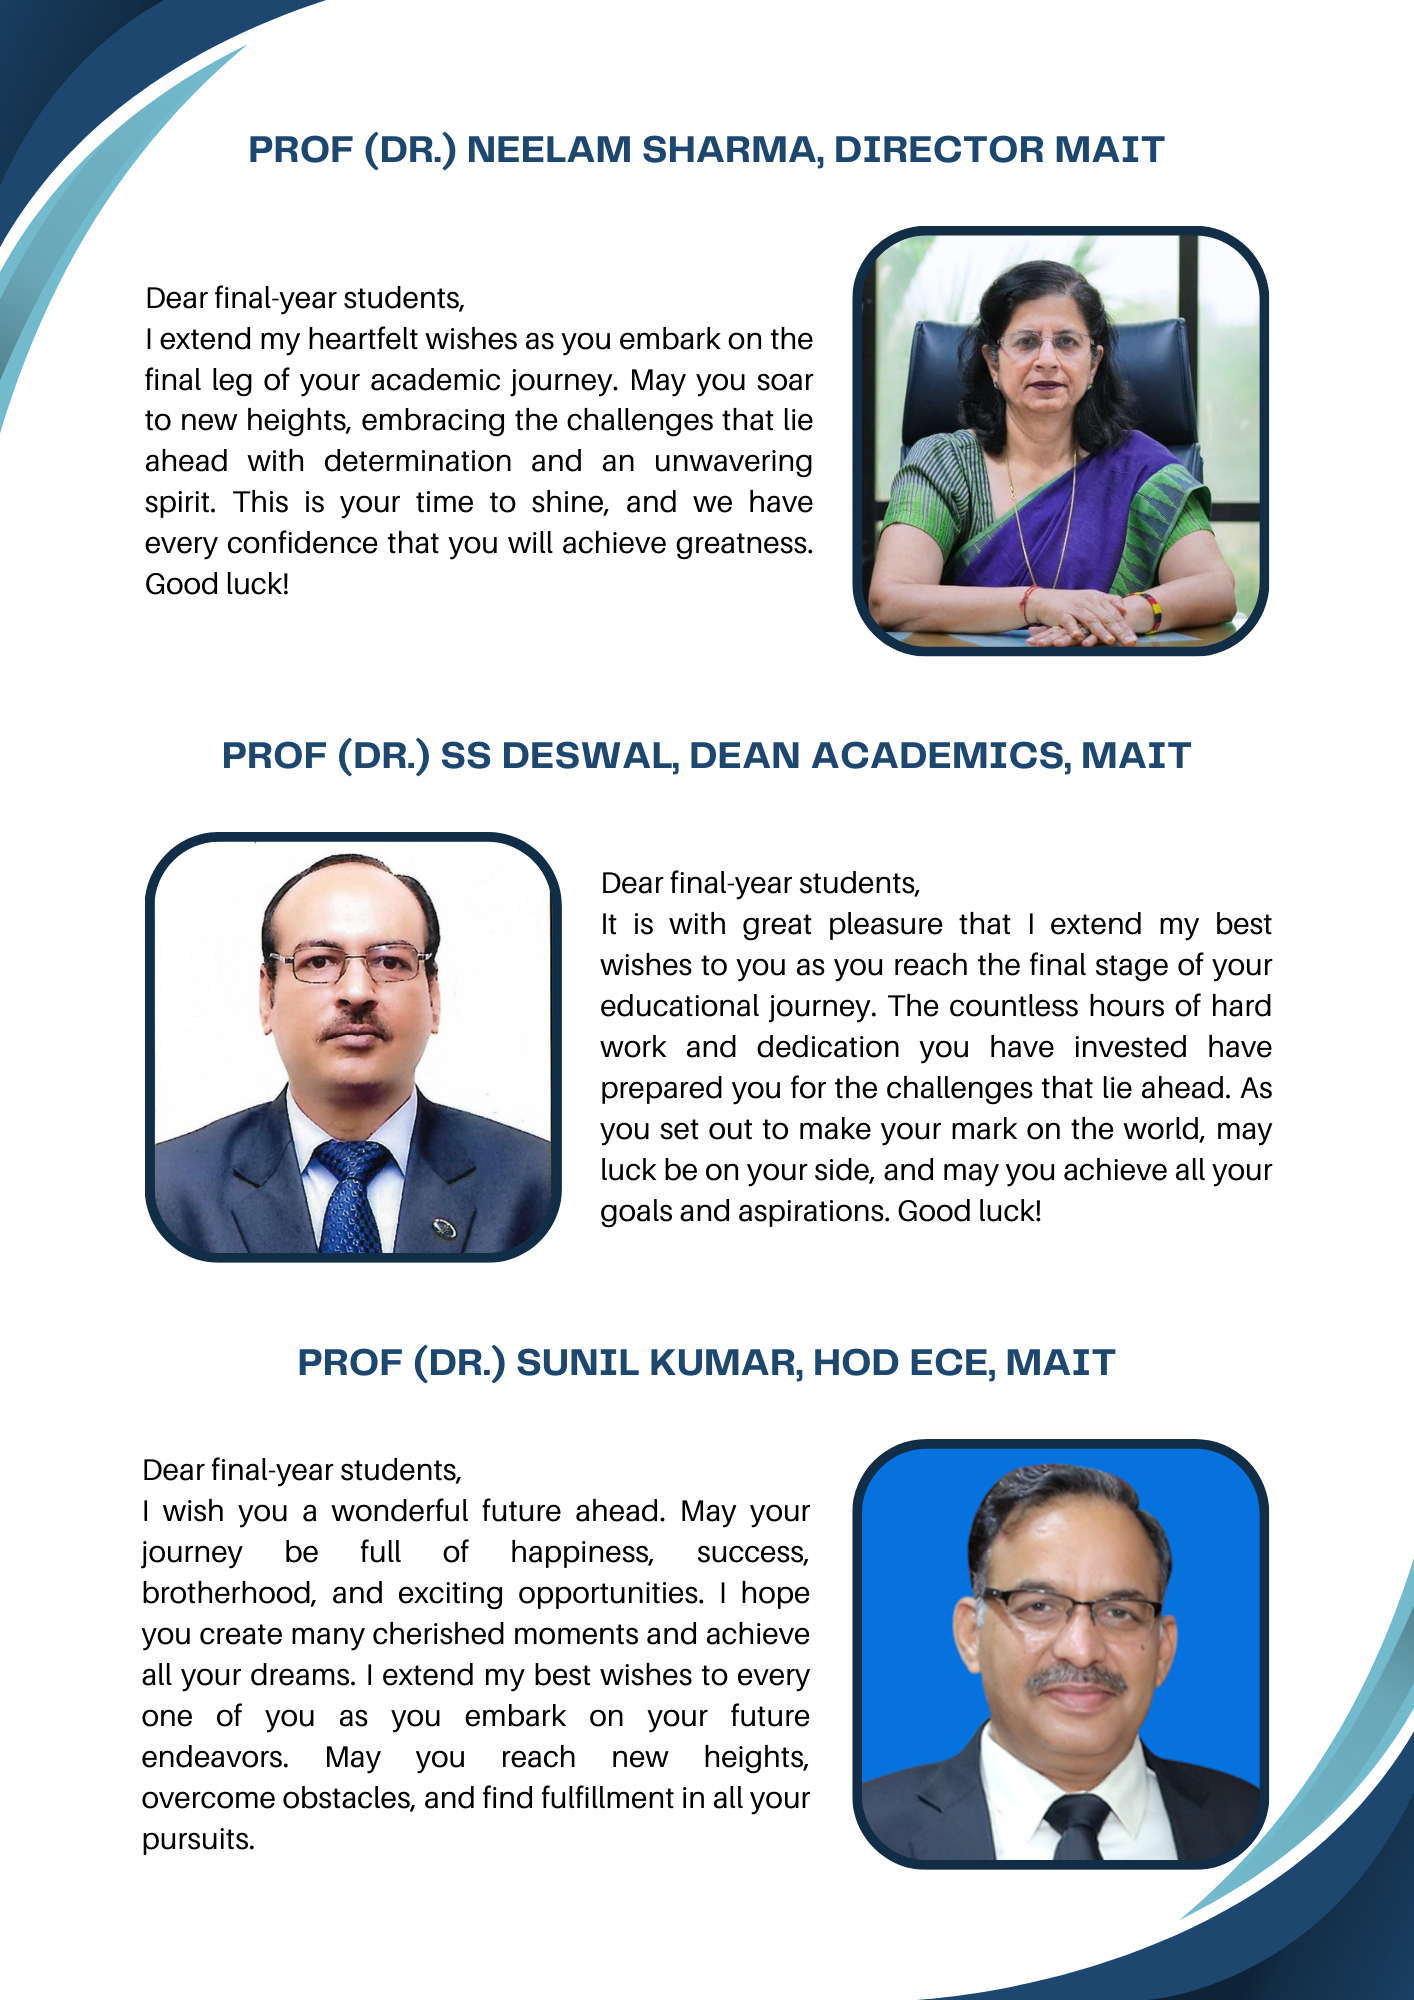 PROF (DR.) NEELAM SHARMA, DIRECTOR MAIT
Dear final-year students,
I extend my heartfelt wishes as you embark on the
final leg of your academic journey. May you soar
to new heights, embracing the challenges that lie
ahead with determination and an unwavering
spirit. This is your time to shine, and we have
every confidence that you will achieve greatness.
Good luck!
PROF (DR.) SS DESWAL, DEAN ACADEMICS, MAIT
Dear final-year students,
It is with great pleasure that I extend my best
wishes to you as you reach the final stage of your
educational journey. The countless hours of hard
work and dedication you have invested have
prepared you for the challenges that lie ahead. As
you set out to make your mark on the world, may
luck be on your side, and may you achieve all your
goals and aspirations. Good luck!
PROF (DR.) SUNIL KUMAR, HOD ECE, MAIT
Dear final-year students,
I wish you a wonderful future ahead. May your
journey be full of happiness, success,
brotherhood, and exciting opportunities. I hope
you create many cherished moments and achieve
all your dreams. I extend my best wishes to every
one of you as you embark on your future
endeavors. May you reach new heights,
overcome obstacles, and find fulfillment in all your
pursuits.